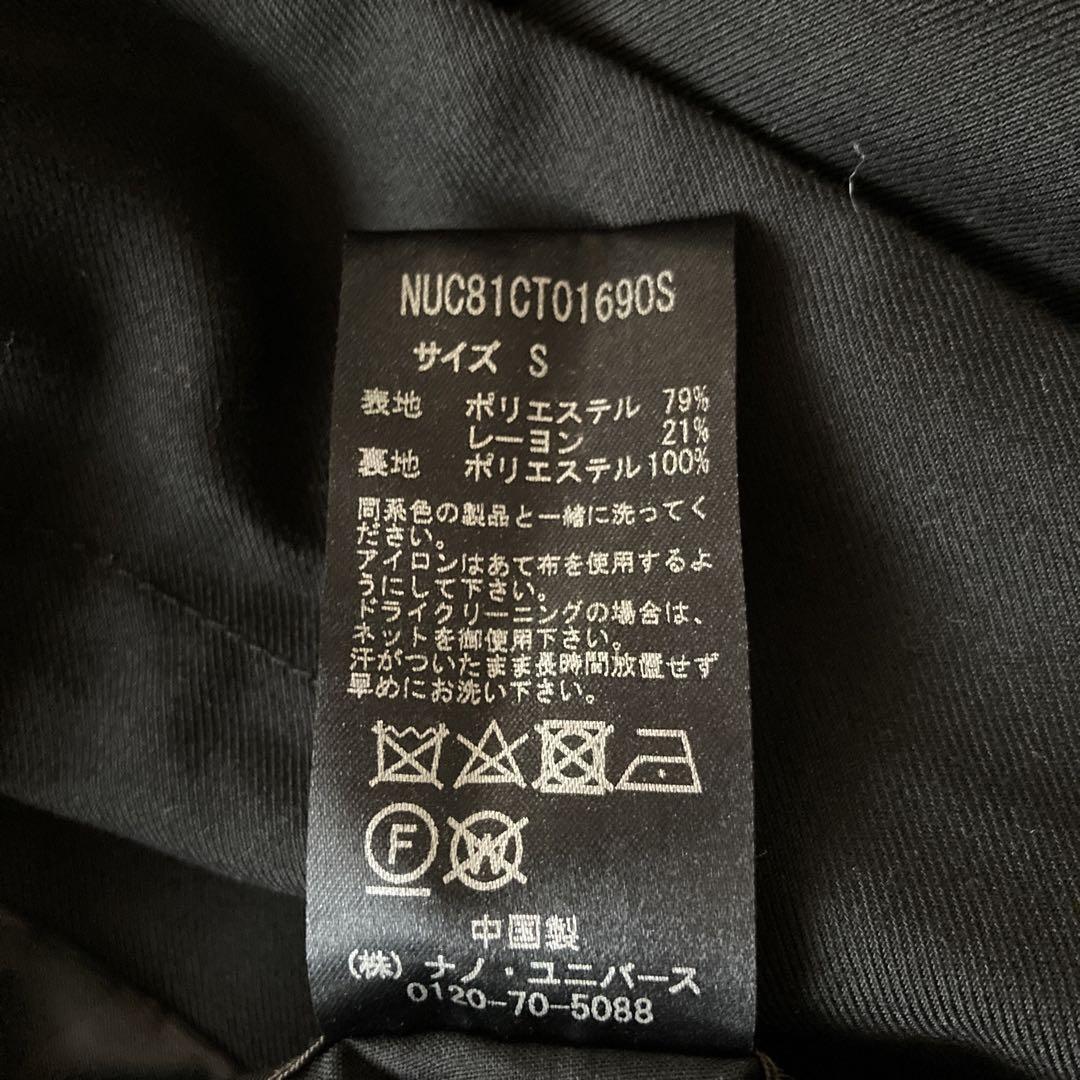 NUC81CT01690S
サイズ S
表地 ポリエステル 79%
レーヨン 21%
裏地 ポリエステル 100%
同系色の製品と一緒に洗ってく
ださい。
アイロンはあて布を使用するよ
うにして下さい。
ドライクリーニングの場合は、
ネットを御使用下さい。
汗がついたまま長時間放置せず
早めにお洗い下さい。
F W
中国製
(株) ナノ・ユニバース
0120-70-5088